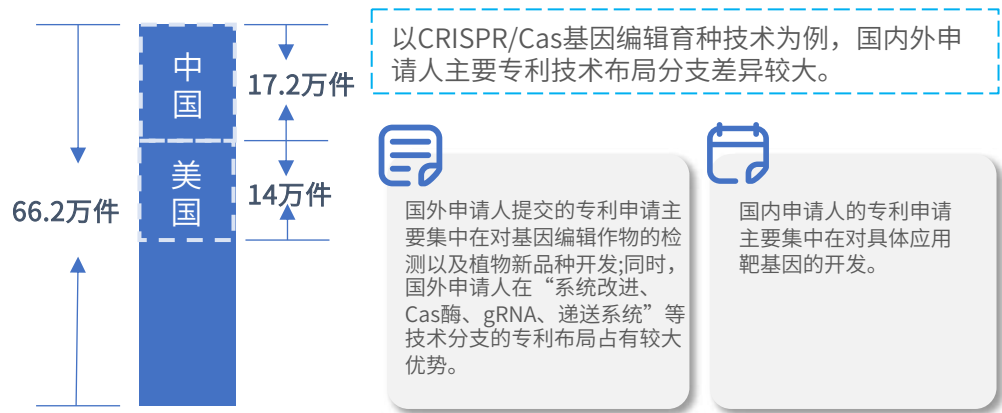 66.2万件
中
国
17.2万件
美
国
14万件
以CRISPR/Cas基因编辑育种技术为例，国内外申
请人主要专利技术布局分支差异较大。
国外申请人提交的专利申请主
要集中在对基因编辑作物的检
测以及植物新品种开发;同时，
国外申请人在“系统改进、
Cas酶、gRNA、递送系统”等
技术分支的专利布局占有较大
优势。
国内申请人的专利申请
主要集中在对具体应用
靶基因的开发。